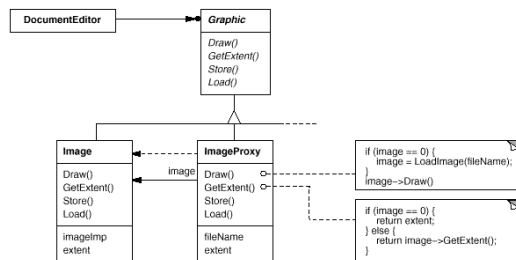 DocumentEditor
Graphic
Draw()
GetExtent()
Store()
Load()
Image
Draw()
GetExtent()
Store()
Load()
imageImp
extent
image
ImageProxy
Draw()
GetExtent()
Store()
Load()
fileName
extent
if (image == 0) {
image = LoadImage(fileName);
}
image->Draw()
if (image == 0) {
return extent;
} else {
return image->GetExtent();
}